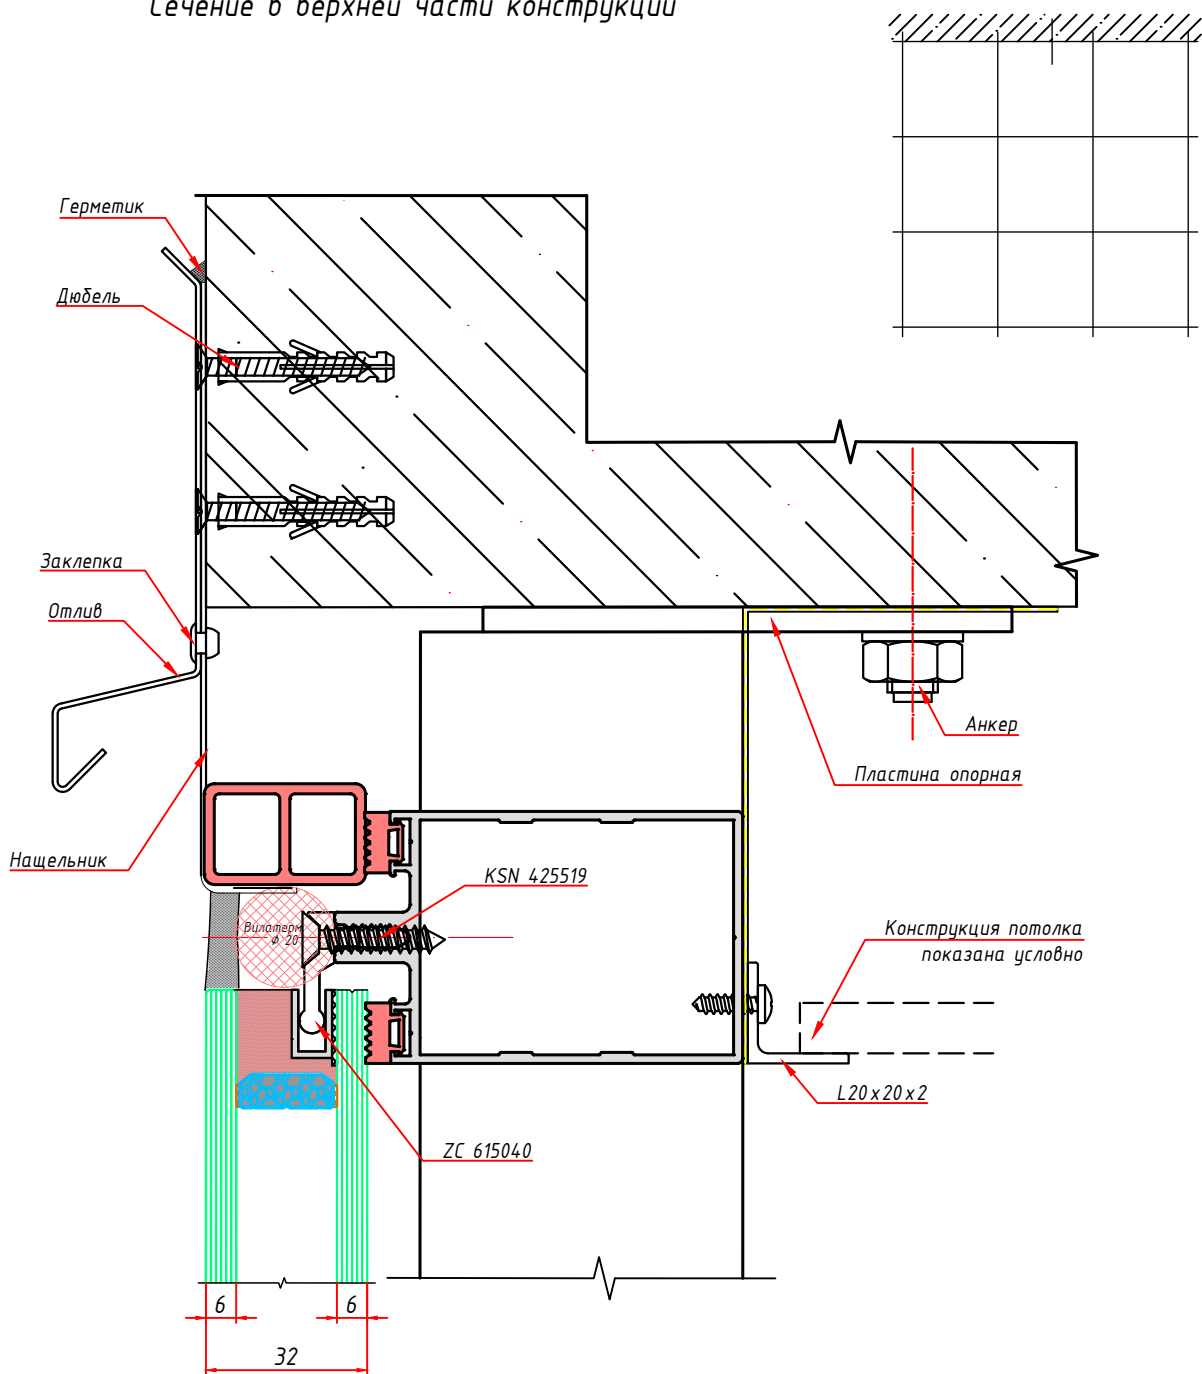 Сечение в верхней части конструкции
Герметик
Дюбель
Заклепка
Отлив
Анкер
Пластина опорная
Нащельник
KSN 425519
Вилатерм
Ф 20
Конструкция потолка
показана условно
L20x20x2
ZC 615040
6
6
32